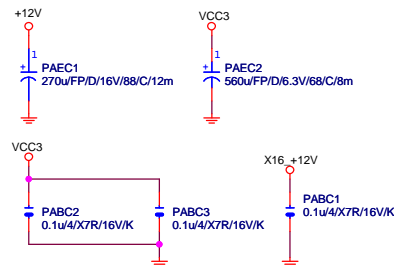 +12V
VCC3
1
1
+
PAEC1
+
PAEC2
270u/FP/D/16V/88/C/12m
560u/FP/D/6.3V/68/C/8m
VCC3
X16_+12V
PABC2
PABC3
PABC1
0.1u/4/X7R/16V/K
0.1u/4/X7R/16V/K
0.1u/4/X7R/16V/K